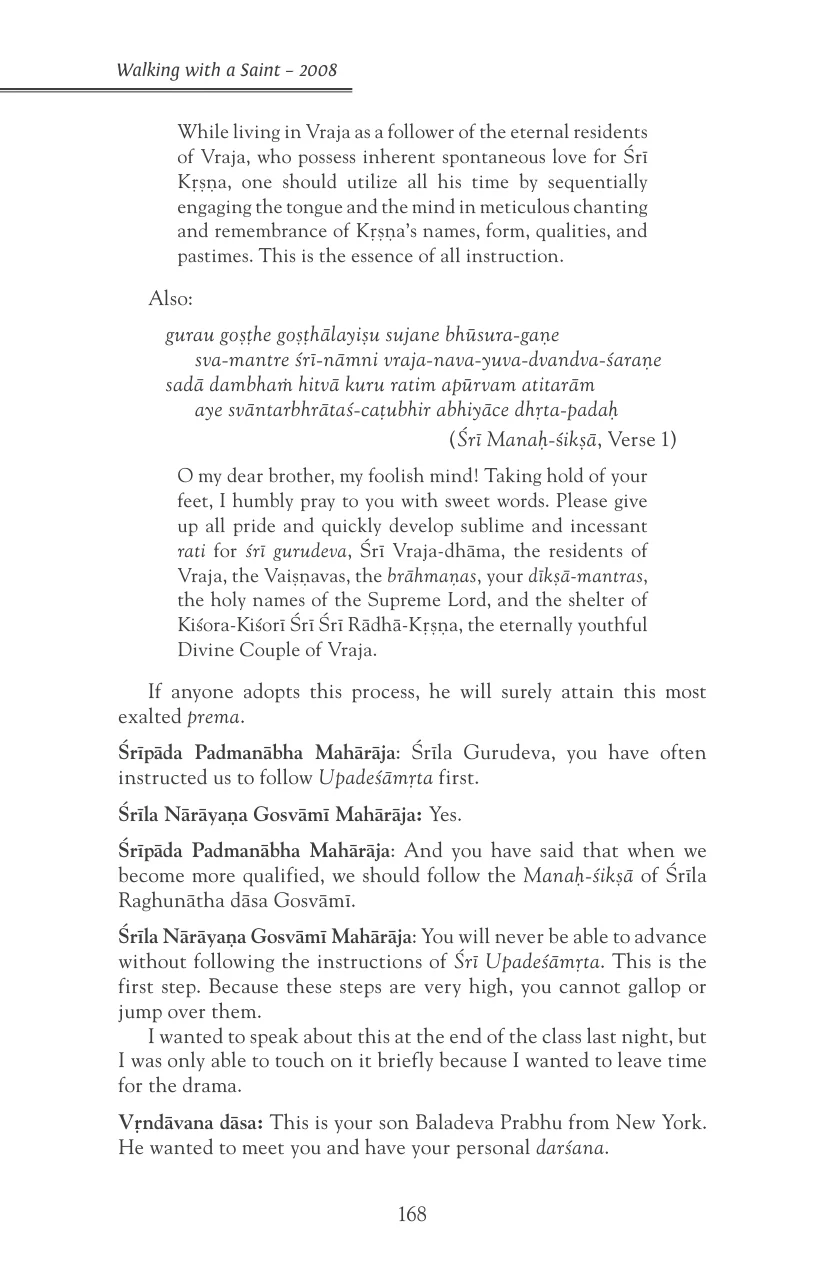 Walking with a Saint – 2008
While living in Vraja as a follower of the eternal residents
of Vraja, who possess inherent spontaneous love for Śrī
Kṛṣṇa, one should utilize all his time by sequentially
engaging the tongue and the mind in meticulous chanting
and remembrance of Kṛṣṇa's names, form, qualities, and
pastimes. This is the essence of all instruction.
Also:
gurau goṣṭhe goṣṭhālayiṣu sujane bhūsura-gaṇe
sva-mantre śrī-nāmni vraja-nava-yuva-dvandva-śaraṇe
sadā dambhaṁ hitvā kuru ratim apūrvam atitarām
aye svāntarbhrātaś-caṭubhir abhiyāce dhṛta-padaḥ
(Śrī Manaḥ-śikṣā, Verse 1)
O my dear brother, my foolish mind! Taking hold of your
feet, I humbly pray to you with sweet words. Please give
up all pride and quickly develop sublime and incessant
rati for śrī gurudeva, Śrī Vraja-dhāma, the residents of
Vraja, the Vaiṣṇavas, the brāhmaṇas, your dīkṣā-mantras,
the holy names of the Supreme Lord, and the shelter of
Kiśora-Kiśorī Śrī Śrī Rādhā-Kṛṣṇa, the eternally youthful
Divine Couple of Vraja.
If anyone adopts this process, he will surely attain this most
exalted prema.
Śrīpāda Padmanābha Mahārāja: Śrīla Gurudeva, you have often
instructed us to follow Upadeśāmṛta first.
Śrīla Nārāyaṇa Gosvāmī Mahārāja: Yes.
Śrīpāda Padmanābha Mahārāja: And you have said that when we
become more qualified, we should follow the Manaḥ-śikṣā of Śrīla
Raghunātha dāsa Gosvāmī.
Śrīla Nārāyaṇa Gosvāmī Mahārāja: You will never be able to advance
without following the instructions of Śrī Upadeśāmṛta. This is the
first step. Because these steps are very high, you cannot gallop or
jump over them.
I wanted to speak about this at the end of the class last night, but
I was only able to touch on it briefly because I wanted to leave time
for the drama.
Vṛndāvana dāsa: This is your son Baladeva Prabhu from New York.
He wanted to meet you and have your personal darśana.
168